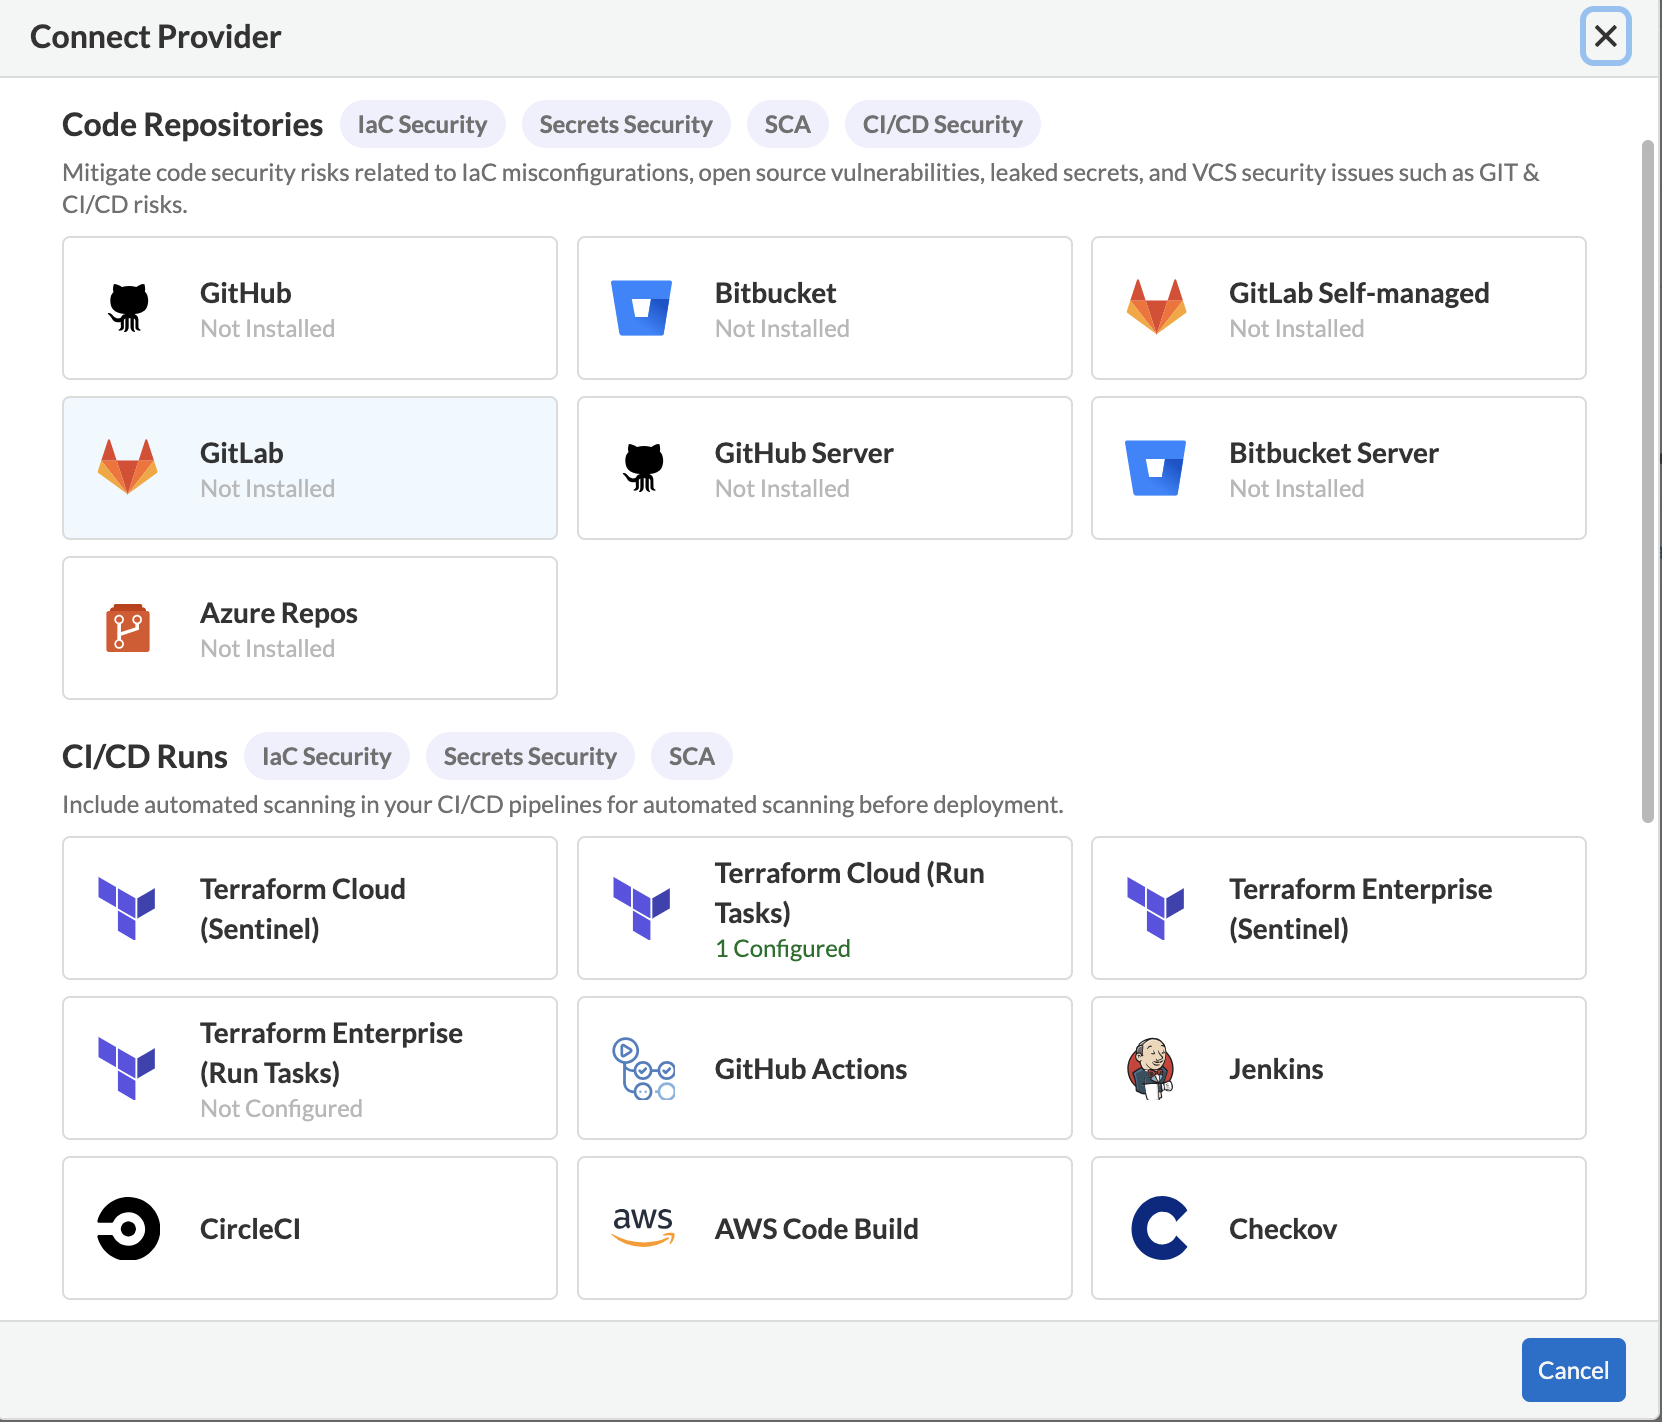 Connect Provider
Code Repositories
IaC Security
Secrets Security
SCA
CI/CD Security
Mitigate code security risks related to IaC misconfigurations, open source vulnerabilities, leaked secrets, and VCS security issues such as GIT &
CI/CD risks.
GitHub
Not Installed
Bitbucket
Not Installed
GitLab Self-managed
Not Installed
GitLab
Not Installed
GitHub Server
Not Installed
Bitbucket Server
Not Installed
Azure Repos
Not Installed
CI/CD Runs
IaC Security
Secrets Security
SCA
Include automated scanning in your CI/CD pipelines for automated scanning before deployment.
Terraform Cloud
(Sentinel)
Terraform Cloud (Run
Tasks)
1 Configured
Terraform Enterprise
(Sentinel)
Terraform Enterprise
(Run Tasks)
Not Configured
GitHub Actions
Jenkins
CircleCI
aws
AWS Code Build
Checkov
Cancel